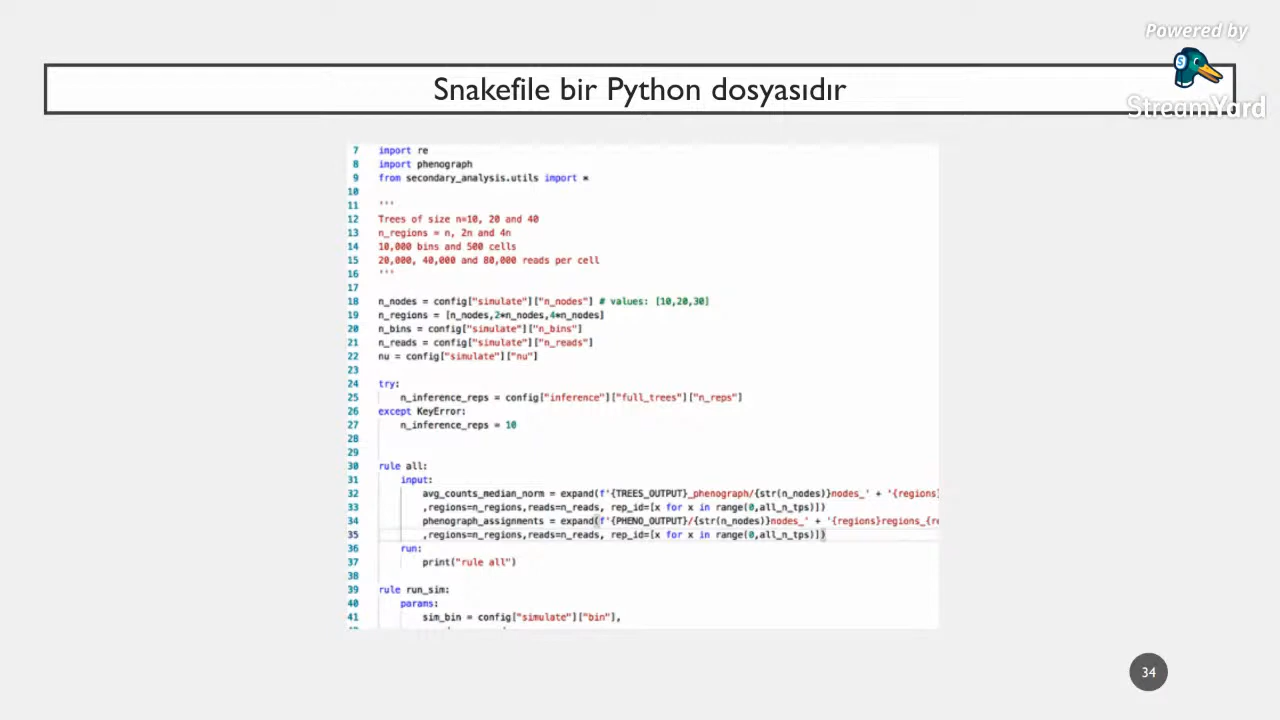 Powered by
StreamYard
Snakefile bir Python dosyasıdır
7 import re
8 import phenograph
9 from secondary_analysis.utils import *
10
11 '''
12 Trees of size n=10, 20 and 40
13 n_regions = n, 2n and 4n
14 10,000 bins and 500 cells
15 20,000, 40,000 and 80,000 reads per cell
16 '''
17
18 n_nodes = config["simulate"]["n_nodes"] # values: [10,20,30]
19 n_regions = [n_nodes,2*n_nodes,4*n_nodes]
20 n_bins = config["simulate"]["n_bins"]
21 n_reads = config["simulate"]["n_reads"]
22 nu = config["simulate"]["nu"]
23
24 try:
25 n_inference_reps = config["inference"]["full_trees"]["n_reps"]
26 except KeyError:
27 n_inference_reps = 10
28
29
30 rule all:
31 input:
32 avg_counts_median_norm = expand(f'{TREES_OUTPUT}_phenograph/{str(n_nodes)}nodes_' + '{regions}
33 ,regions=n_regions,reads=n_reads, rep_id=[x for x in range(0,all_n_tps)])
34 phenograph_assignments = expand(f'{PHENO_OUTPUT}/{str(n_nodes)}nodes_' + '{regions}regions_{re
35 ,regions=n_regions,reads=n_reads, rep_id=[x for x in range(0,all_n_tps)])
36 run:
37 print("rule all")
38
39 rule run_sim:
40 params:
41 sim_bin = config["simulate"]["bin"],
34